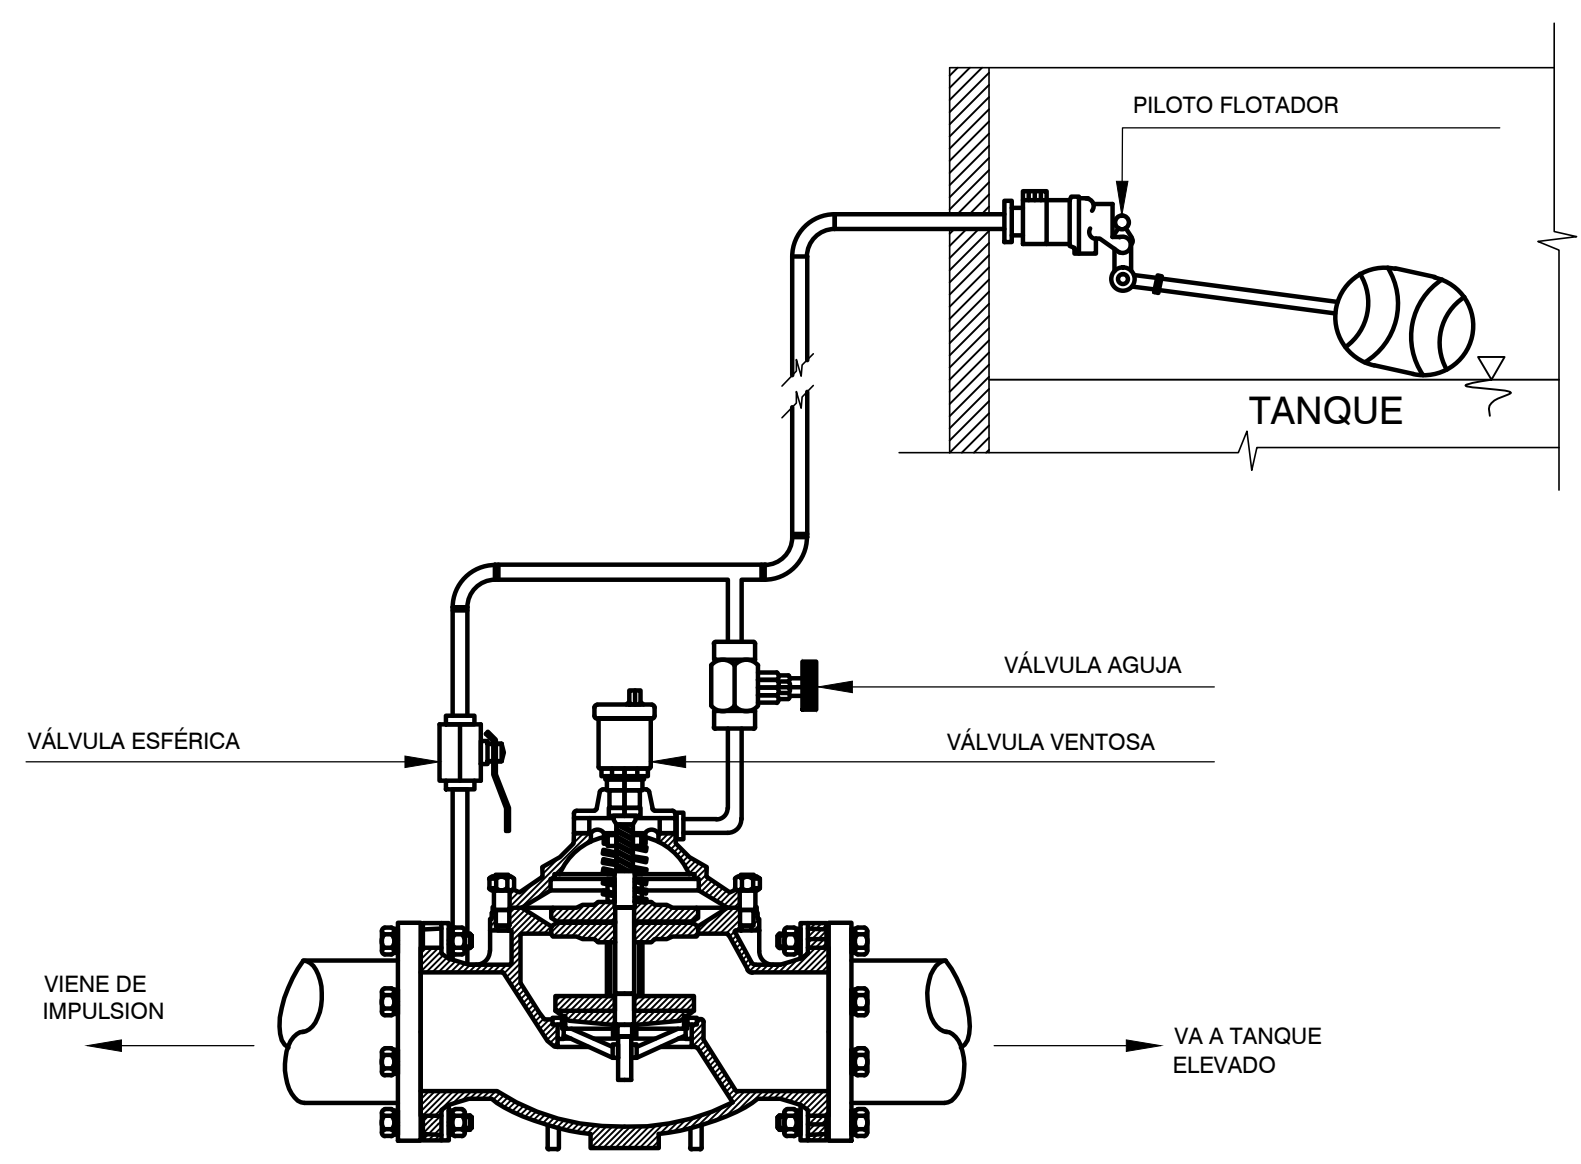 PILOTO FLOTADOR
TANQUE
VÁLVULA AGUJA
VÁLVULA ESFÉRICA
VÁLVULA VENTOSA
VIENE DE
IMPULSION
VA A TANQUE
ELEVADO